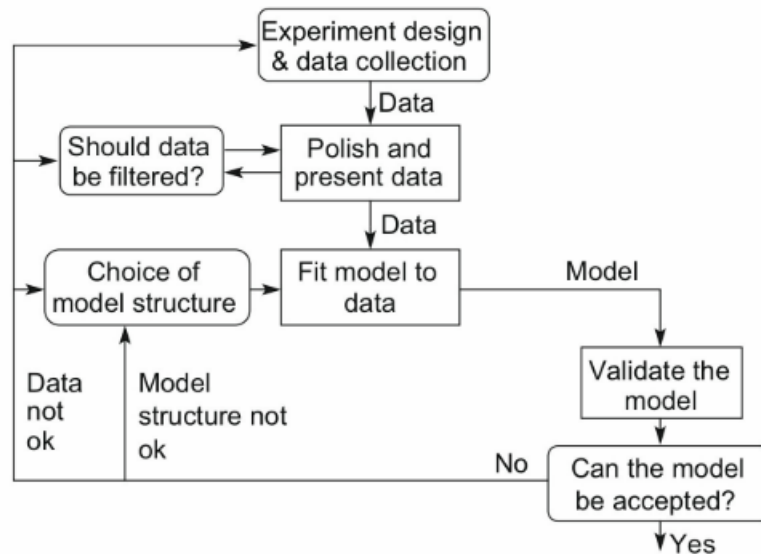 Experiment design
& data collection
Data
Should data
be filtered?
Polish and
present data
Data
Choice of
model structure
Fit model to
data
Model
Data
not
ok
Model
structure not
ok
Validate the
model
No
Can the model
be accepted?
Yes